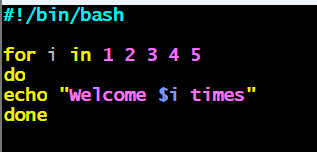 #!/bin/bash
for i in 1 2 3 4 5
do
echo "Welcome $i times"
done